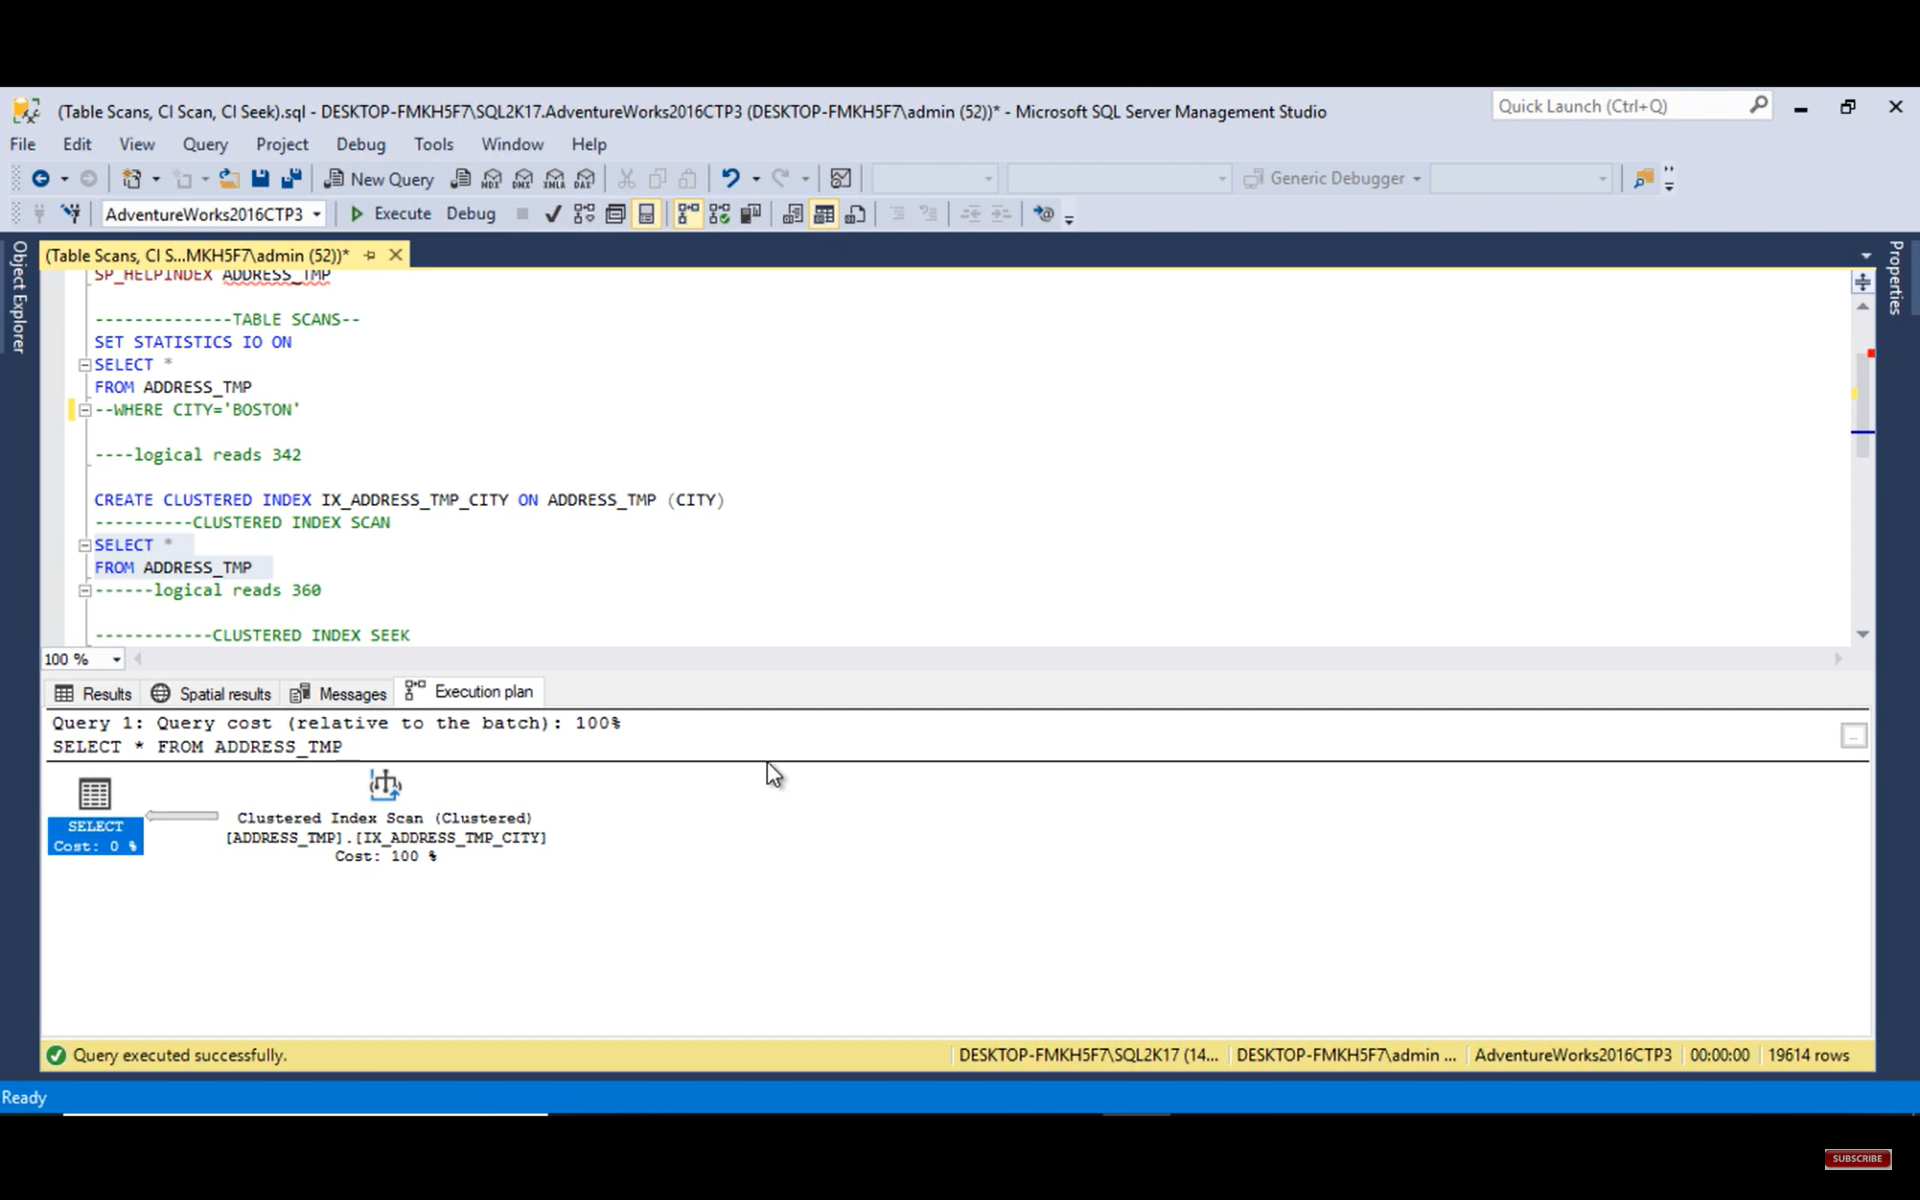 (Table Scans, CI Scan, CI Seek).sql - DESKTOP-FMKH5F7\SQL2K17.AdventureWorks2016CTP3 (DESKTOP-FMKH5F7\admin (52))* - Microsoft SQL Server Management Studio
Quick Launch (Ctrl+Q)
File Edit View Query Project Debug Tools Window Help
New Query MDX DMX XMLA DAX Generic Debugger
AdventureWorks2016CTP3 Execute Debug
Object Explorer
Properties
(Table Scans, CI S...MKH5F7\admin (52))*
SP_HELPINDEX ADDRESS_TMP
--------------TABLE SCANS--
SET STATISTICS IO ON
SELECT *
FROM ADDRESS_TMP
--WHERE CITY='BOSTON'
----logical reads 342
CREATE CLUSTERED INDEX IX_ADDRESS_TMP_CITY ON ADDRESS_TMP (CITY)
----------CLUSTERED INDEX SCAN
SELECT *
FROM ADDRESS_TMP
------logical reads 360
------------CLUSTERED INDEX SEEK
100 %
Results Spatial results Messages Execution plan
Query 1: Query cost (relative to the batch): 100%
SELECT * FROM ADDRESS_TMP
...
SELECT
Cost: 0 %
Clustered Index Scan (Clustered)
[ADDRESS_TMP].[IX_ADDRESS_TMP_CITY]
Cost: 100 %
Query executed successfully.
DESKTOP-FMKH5F7\SQL2K17 (14... DESKTOP-FMKH5F7\admin ... AdventureWorks2016CTP3 00:00:00 19614 rows
Ready
SUBSCRIBE